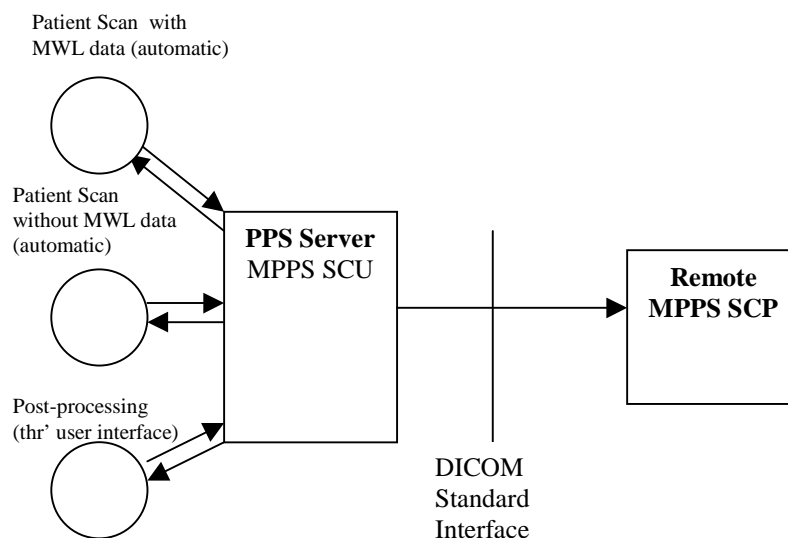 Patient Scan with
MWL data (automatic)
Patient Scan
without MWL data
(automatic)
PPS Server
MPPS SCU
Remote
MPPS SCP
Post-processing
(thr’ user interface)
DICOM
Standard
Interface